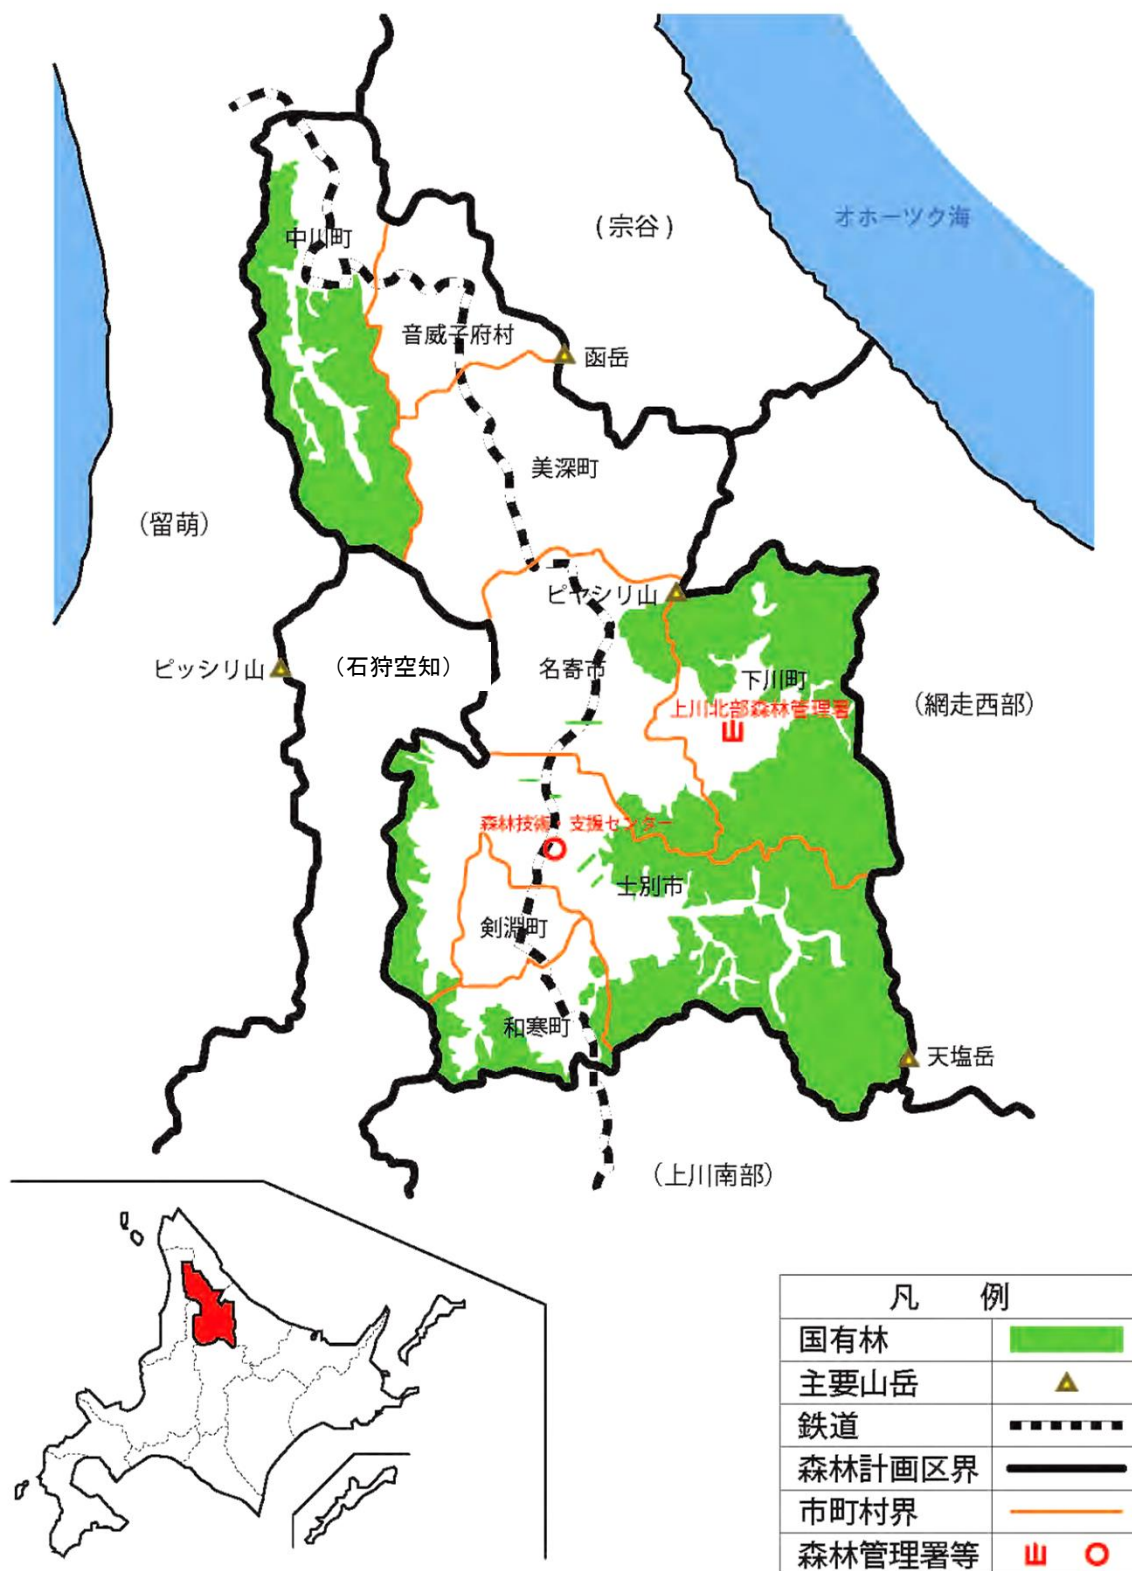 オホーツク海
(宗谷)
中川町
音威子府村
函岳
美深町
(留萌)
ピヤシリ山
ピッシリ山
(石狩空知)
名寄市
下川町
上川北部森林管理署
(網走西部)
山
森林技術・支援センター
士別市
剣淵町
和寒町
天塩岳
(上川南部)
凡 例
国有林
主要山岳
鉄道
森林計画区界
市町村界
森林管理署等 山